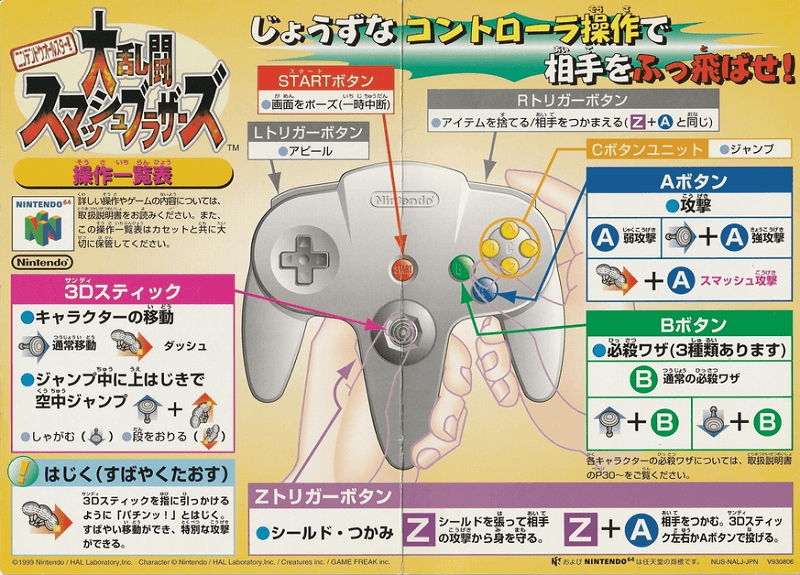 ニンテンドウオールスター!
大乱闘
スマッシュブラザーズ
TM
操作一覧表
NINTENDO 64
詳しい操作やゲームの内容については、
取扱説明書をお読みください。また、
この操作一覧表はカセットと共に大
切に保管してください。
Nintendo
じょうずなコントローラ操作で
相手をふっ飛ばせ!
STARTボタン
●画面をポーズ(一時中断)
Lトリガーボタン
●アピール
Rトリガーボタン
●アイテムを捨てる/相手をつかまえる(Z+Aと同じ)
Cボタンユニット
●ジャンプ
Nintendo
START
B
A
C
Aボタン
●攻撃
A 弱攻撃
+A 強攻撃
+A スマッシュ攻撃
Bボタン
●必殺ワザ(3種類あります)
B 通常の必殺ワザ
+B
+B
各キャラクターの必殺ワザについては、取扱説明書
のP30〜をご覧ください。
3Dスティック
●キャラクターの移動
通常移動
ダッシュ
●ジャンプ中に上はじきで
空中ジャンプ
+
●しゃがむ( )
●段をおりる( )
! はじく(すばやくたおす)
3Dスティックを指に引っかける
ように「バチンッ!」とはじく。
すばやい移動ができ、特別な攻撃
ができる。
Zトリガーボタン
●シールド・つかみ
Z シールドを張って相手
の攻撃から身を守る。
Z+A 相手をつかむ。3Dスティッ
ク左右かAボタンで投げる。
©1999 Nintendo / HAL Laboratory,Inc. Character © Nintendo / HAL Laboratory,Inc. / Creatures inc. / GAME FREAK inc.
および NINTENDO 64 は任天堂の商標です。
NUS-NALJ-JPN V930806